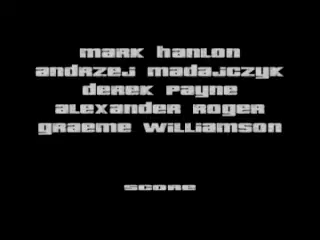 MARK HANLON
ANDRZEJ MADAJCZYK
DEREK PAYNE
ALEXANDER ROGER
GRAEME WILLIAMSON
SCORE